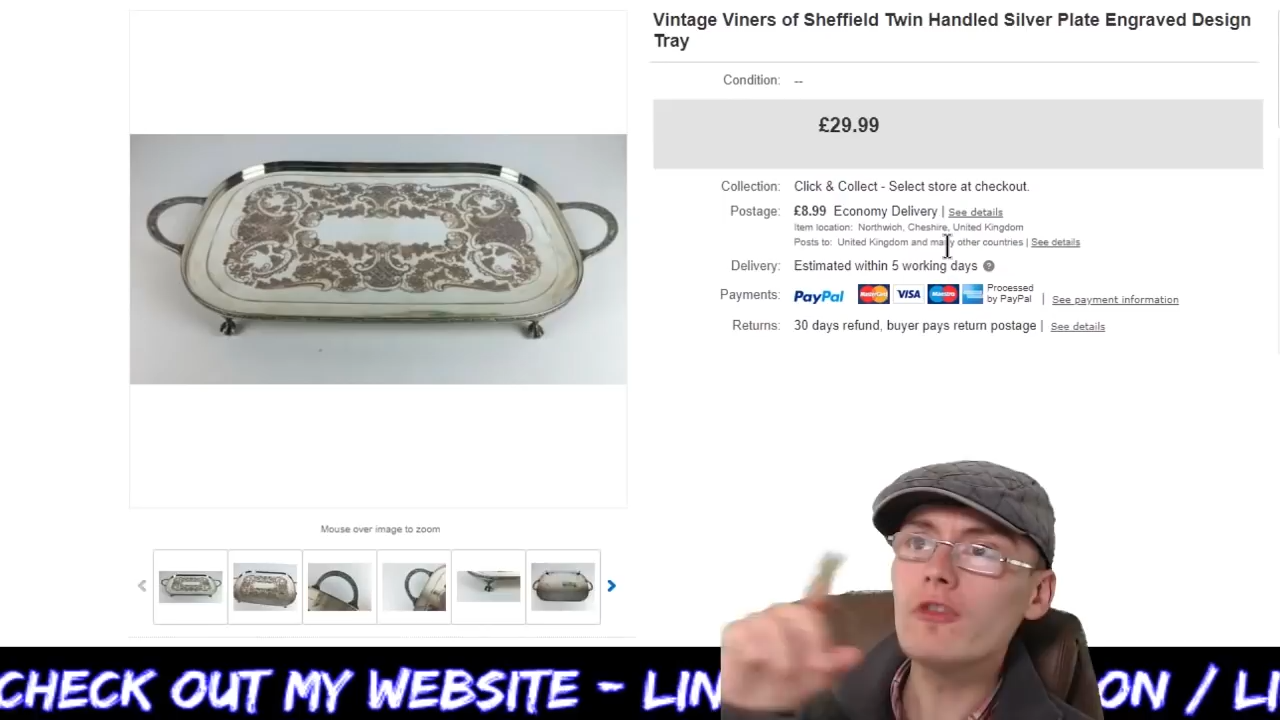 Vintage Viners of Sheffield Twin Handled Silver Plate Engraved Design
Tray
Condition: --
£29.99
Collection: Click & Collect - Select store at checkout.
Postage: £8.99 Economy Delivery | See details
Item location: Northwich, Cheshire, United Kingdom
Posts to: United Kingdom and many other countries | See details
Delivery: Estimated within 5 working days
Payments: PayPal MasterCard VISA Maestro Processed by PayPal | See payment information
Returns: 30 days refund, buyer pays return postage | See details
Mouse over image to zoom
CHECK OUT MY WEBSITE - LIN ON / LI